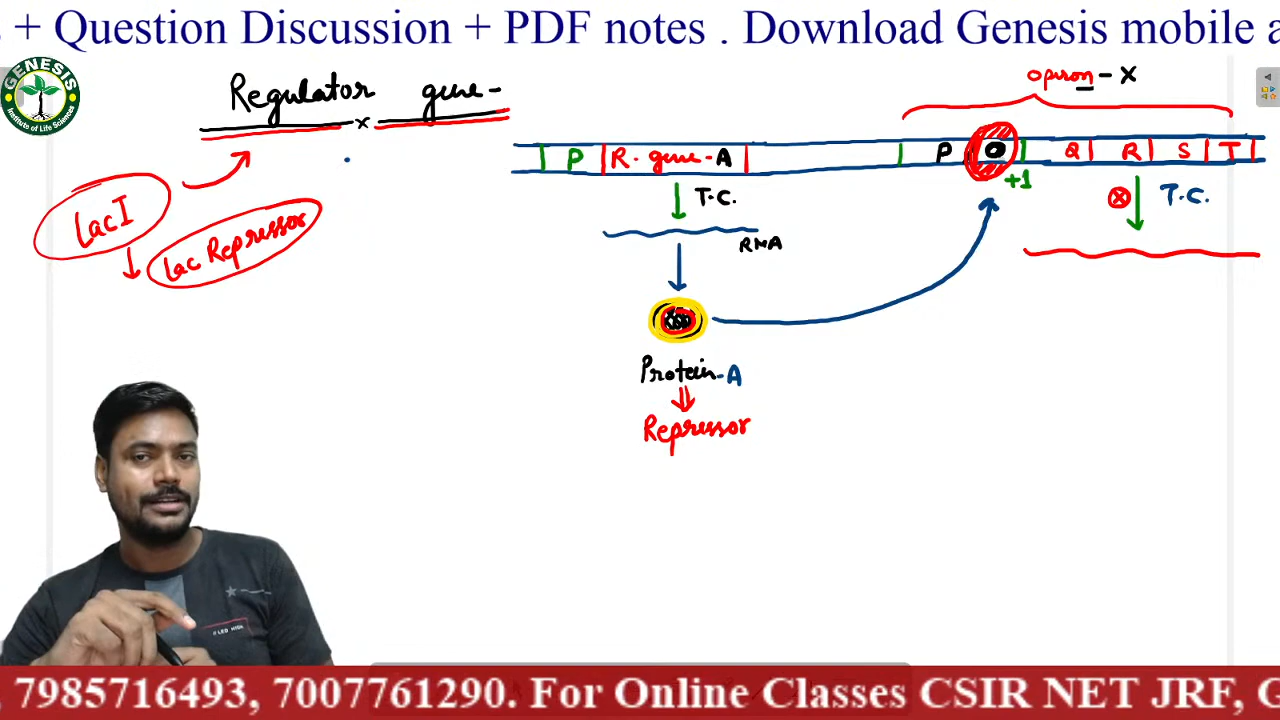 + Question Discussion + PDF notes . Download Genesis mobile
GENESIS
Institute of Life Sciences
Regulator gene-
x
operon - X
P R. gene-A
P O Q R S T
+1
T.C.
T.C.
RNA
LacI
Lac Repressor
Protein-A
Repressor
7985716493, 7007761290. For Online Classes CSIR NET JRF, G